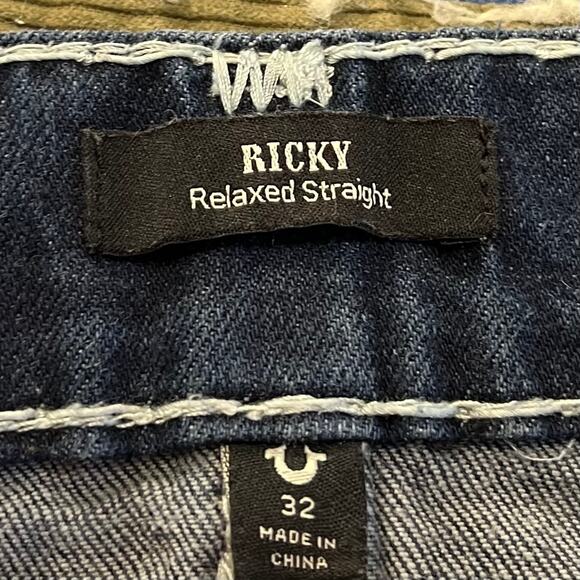 RICKY
Relaxed Straight
32
MADE IN
CHINA